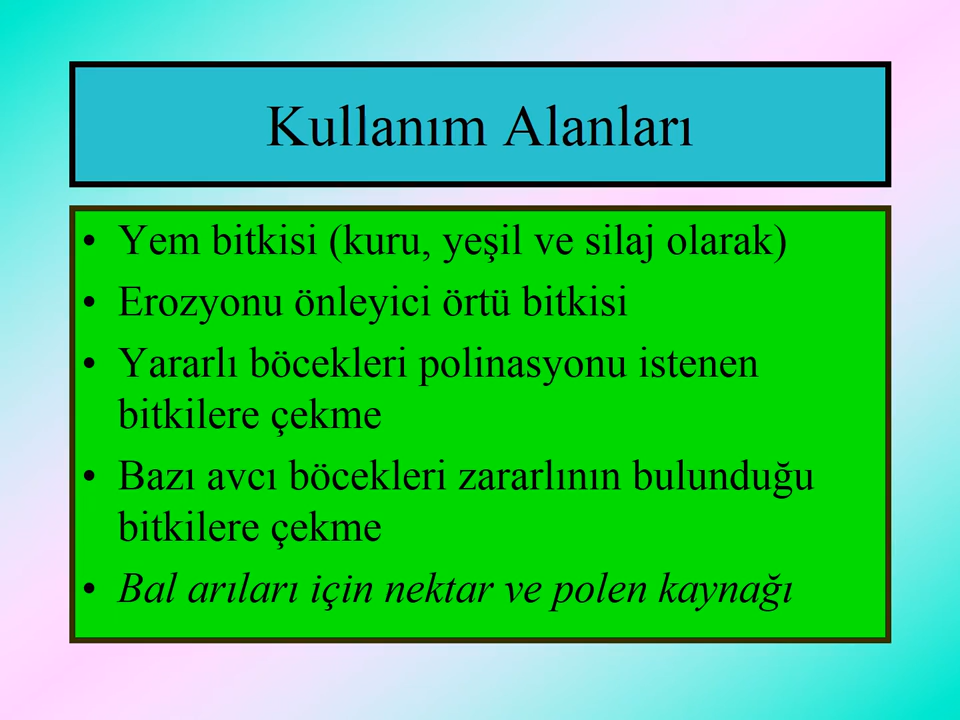 Kullanım Alanları
• Yem bitkisi (kuru, yeşil ve silaj olarak)
• Erozyonu önleyici örtü bitkisi
• Yararlı böcekleri polinasyonu istenen
bitkilere çekme
• Bazı avcı böcekleri zararlının bulunduğu
bitkilere çekme
• Bal arıları için nektar ve polen kaynağı